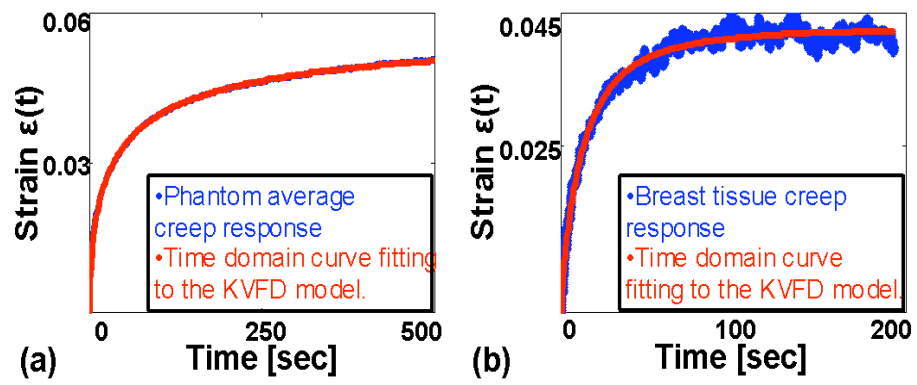 0.06
0.03
Strain ε(t)
•Phantom average
creep response
•Time domain curve fitting
to the KVFD model.
0 250 500
(a) Time [sec]
0.045
0.025
Strain ε(t)
•Breast tissue creep
response
•Time domain curve
fitting to the KVFD model.
0 100 200
(b) Time [sec]